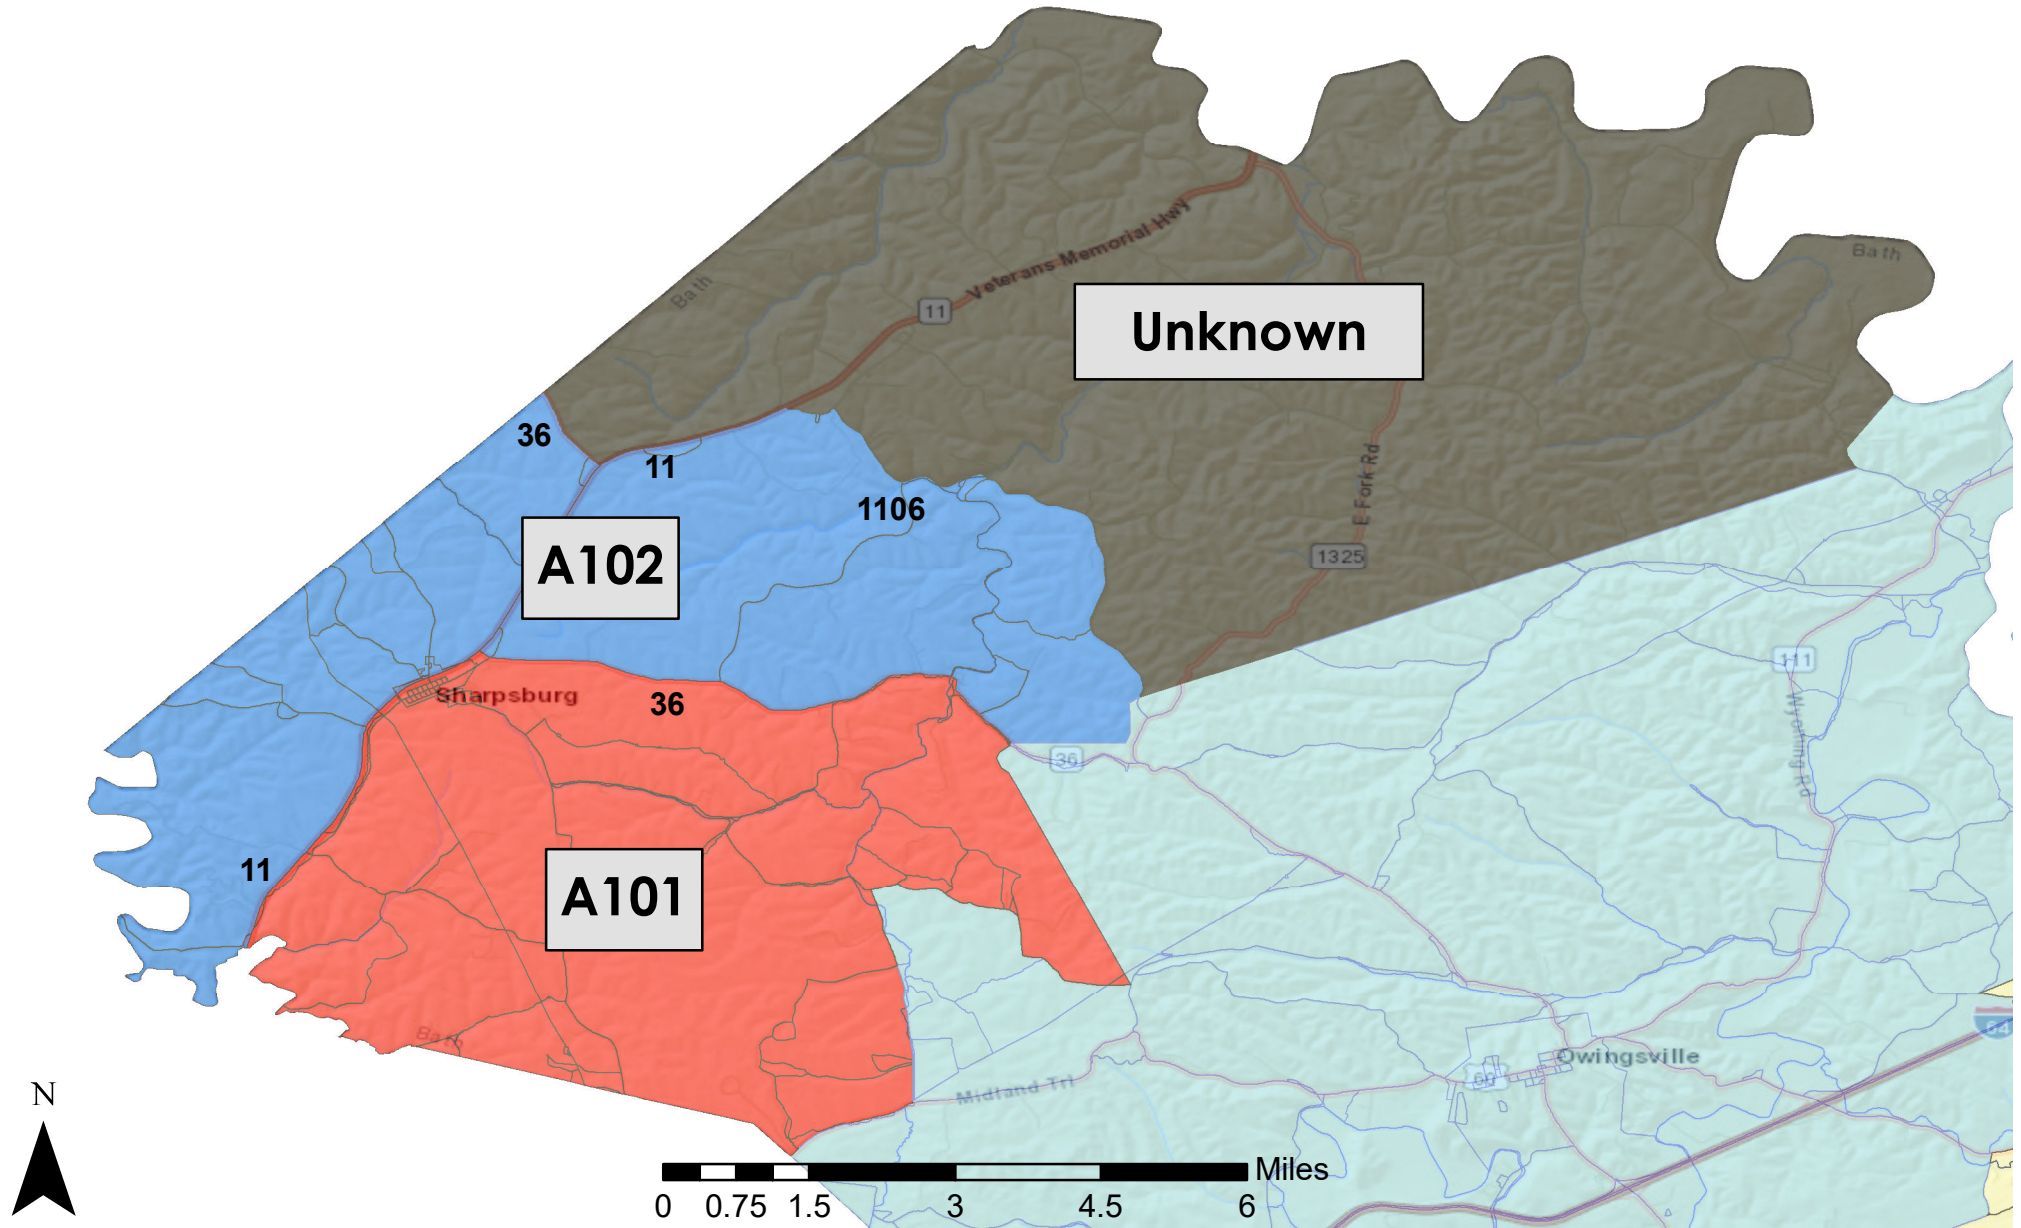 Bath
Veterans Memorial Hwy
11
Bath
Unknown
36
11
1106
E Fork Rd
A102
1325
111
Sharpsburg
36
Wyoming Rd
36
11
A101
Bath
64
Owingsville
60
Midland Trl
N
Miles
0 0.75 1.5 3 4.5 6